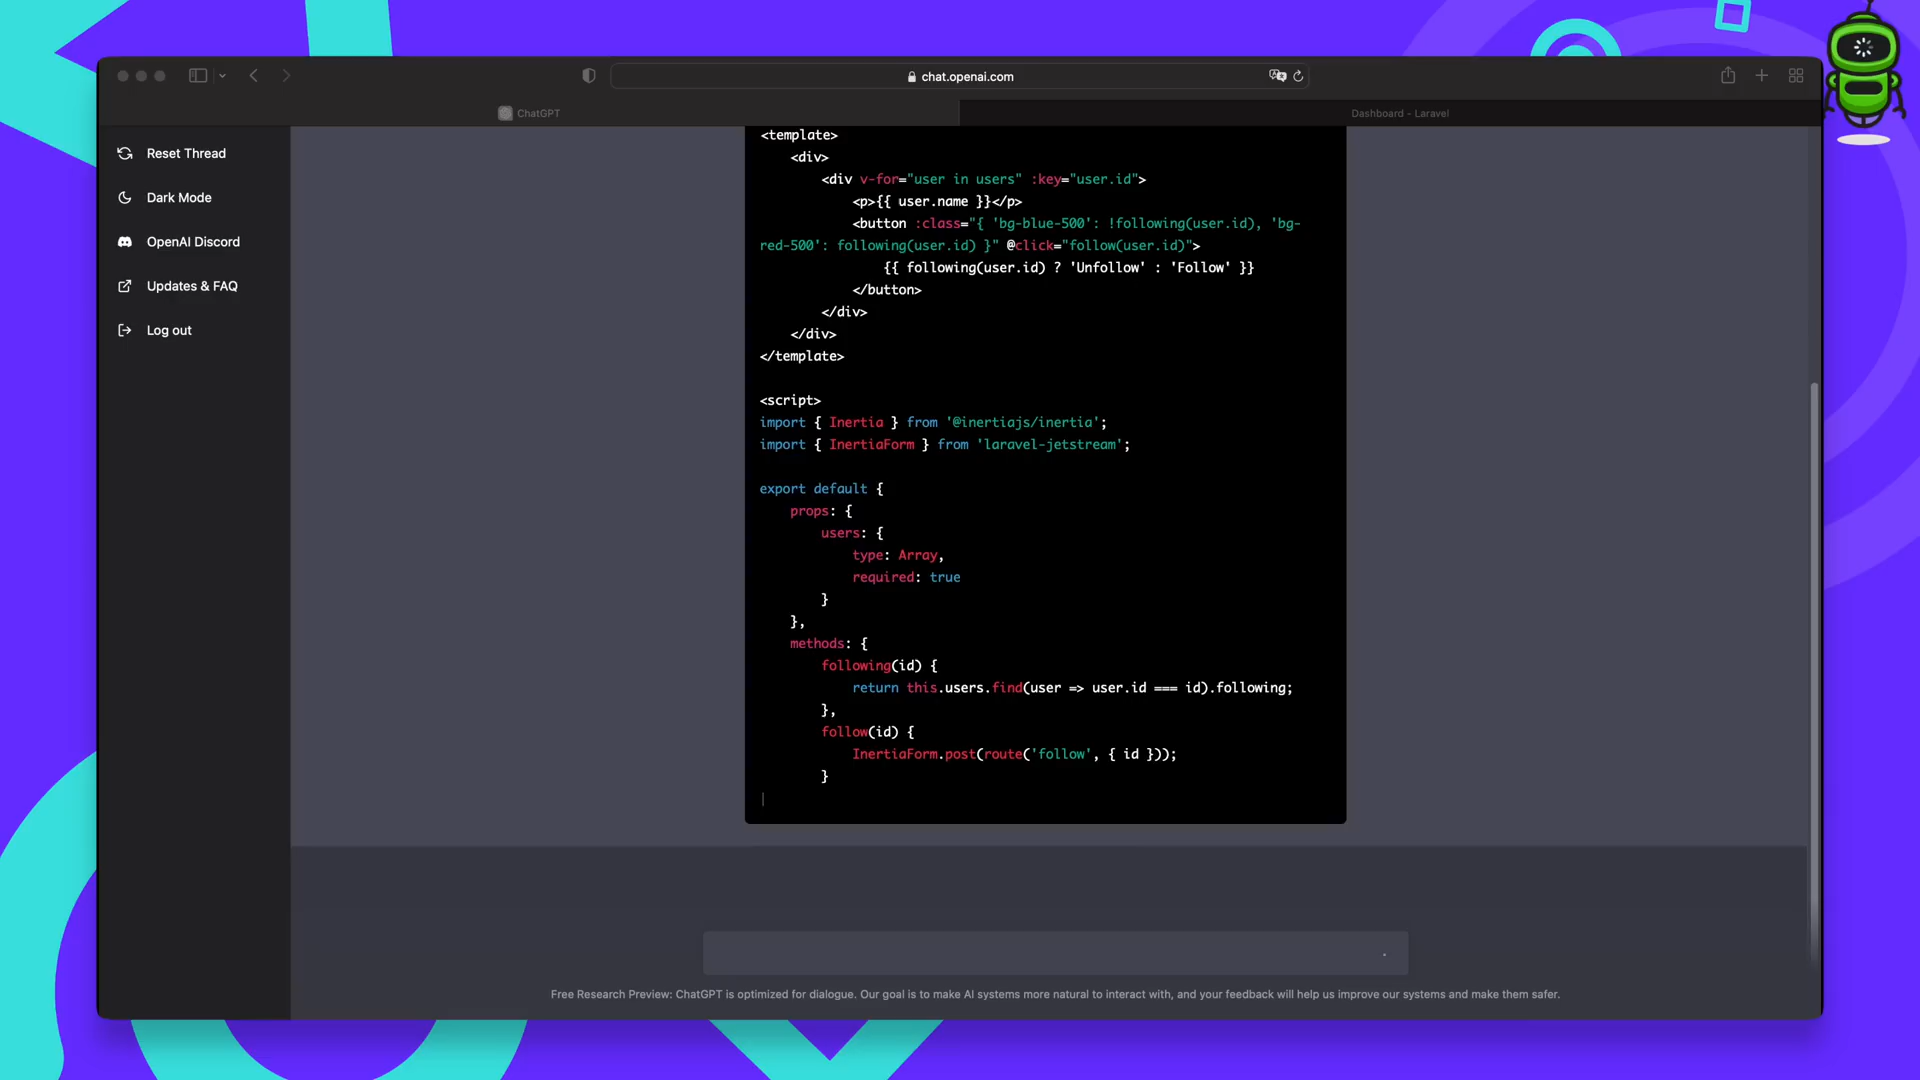 chat.openai.com
ChatGPT
Dashboard - Laravel
Reset Thread
Dark Mode
OpenAI Discord
Updates & FAQ
Log out
<template>
<div>
<div v-for="user in users" :key="user.id">
<p>{{ user.name }}</p>
<button :class="{ 'bg-blue-500': !following(user.id), 'bg-
red-500': following(user.id) }" @click="follow(user.id)">
{{ following(user.id) ? 'Unfollow' : 'Follow' }}
</button>
</div>
</div>
</template>
<script>
import { Inertia } from '@inertiajs/inertia';
import { InertiaForm } from 'laravel-jetstream';
export default {
props: {
users: {
type: Array,
required: true
}
},
methods: {
following(id) {
return this.users.find(user => user.id === id).following;
},
follow(id) {
InertiaForm.post(route('follow', { id }));
}
Free Research Preview: ChatGPT is optimized for dialogue. Our goal is to make AI systems more natural to interact with, and your feedback will help us improve our systems and make them safer.